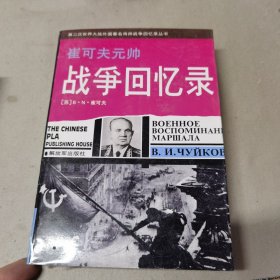 第二次世界大战外国著名将帅战争回忆录丛书
崔可夫元帅
战争回忆录
[苏]в·и·崔可夫
THE CHINESE
PLA
PUBLISHING HOUSE
解放军出版社
ВОЕННОЕ
ВОСПОМИНАНИ
МАРШАЛА
В. И. ЧУЙКОВ